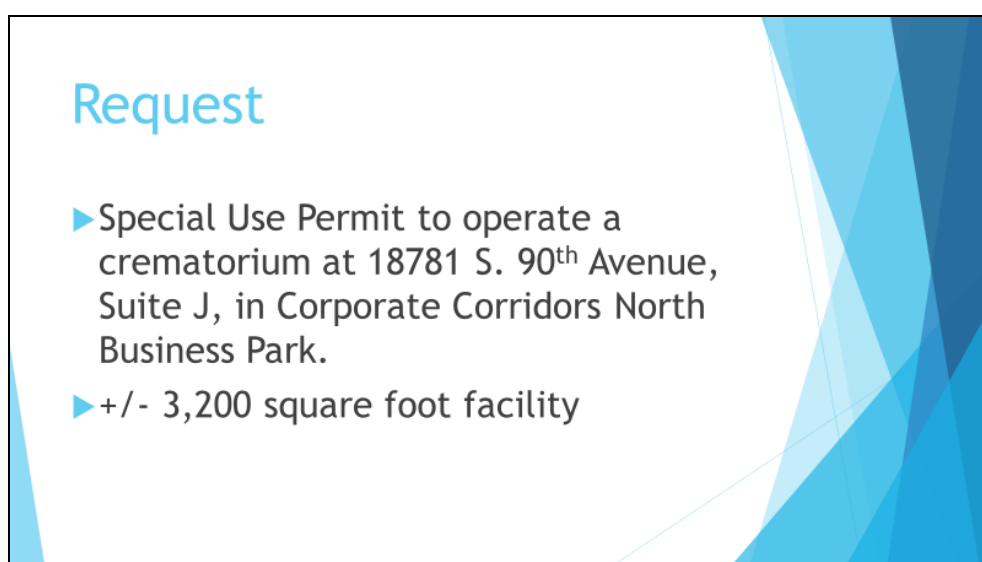 Request
Special Use Permit to operate a
crematorium at 18781 S. 90th Avenue,
Suite J, in Corporate Corridors North
Business Park.
+/- 3,200 square foot facility